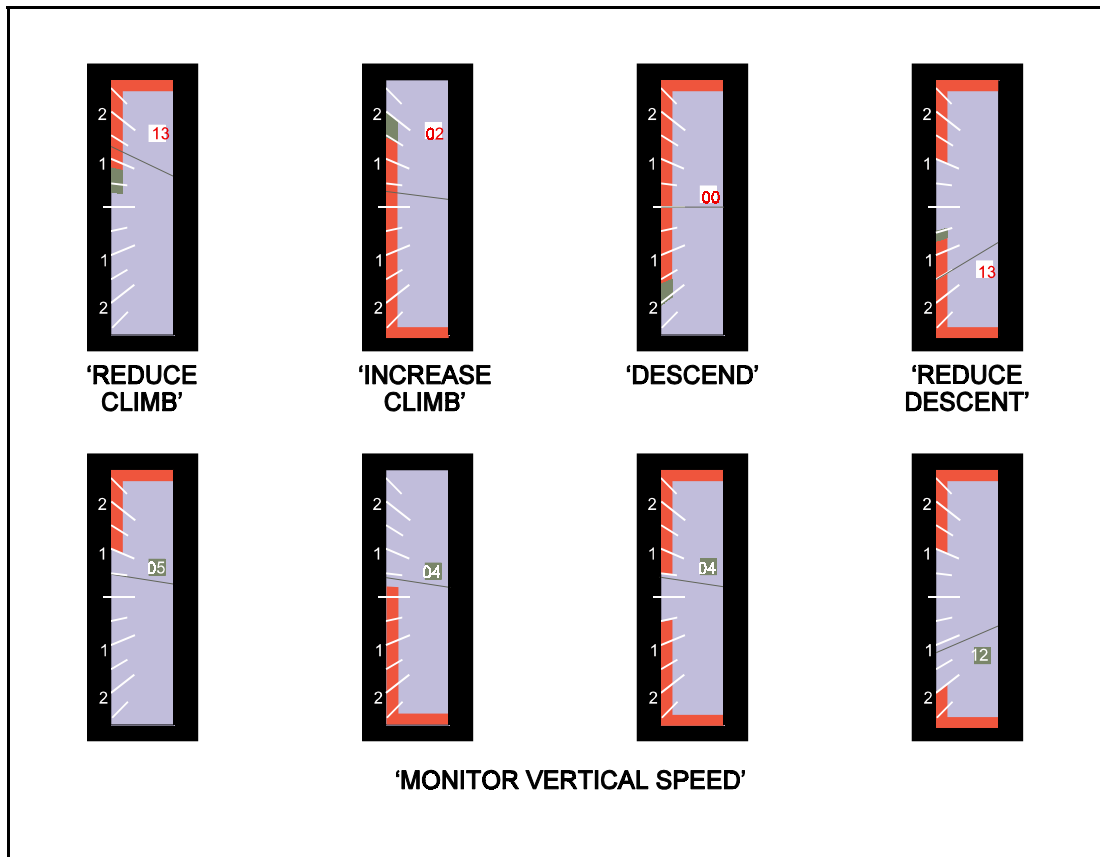 2 2 2 2
13 02 13
1 1 1 1
00
1 1 1 1
2 2 2 2
'REDUCE CLIMB'
'INCREASE CLIMB'
'DESCEND'
'REDUCE DESCENT'
2 2 2 2
1 1 1 1
05 04 04
1 1 1 1
12
2 2 2 2
'MONITOR VERTICAL SPEED'